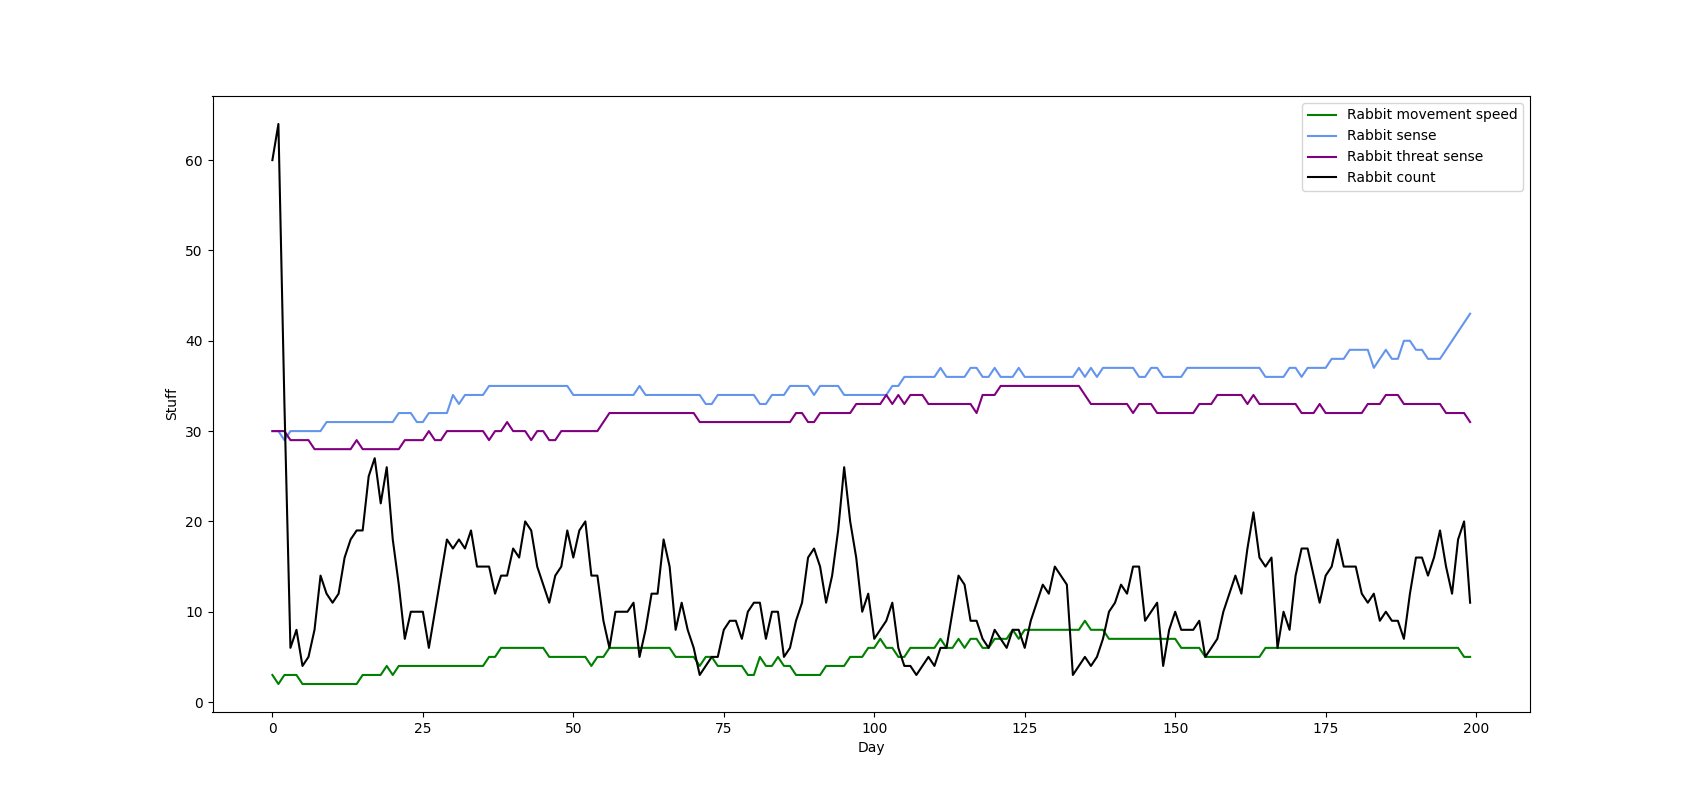 Rabbit movement speed
Rabbit sense
Rabbit threat sense
Rabbit count
60
50
40
30
20
10
0
Stuff
0 25 50 75 100 125 150 175 200
Day